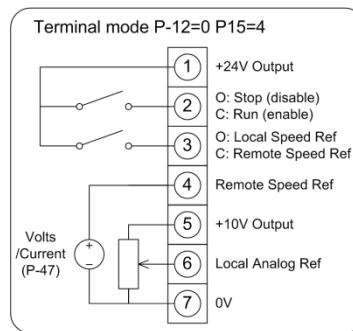 Terminal mode P-12=0 P15=4
1 +24V Output
2 O: Stop (disable)
C: Run (enable)
3 O: Local Speed Ref
C: Remote Speed Ref
4 Remote Speed Ref
5 +10V Output
Volts
/Current
(P-47)
+
−
6 Local Analog Ref
7 0V